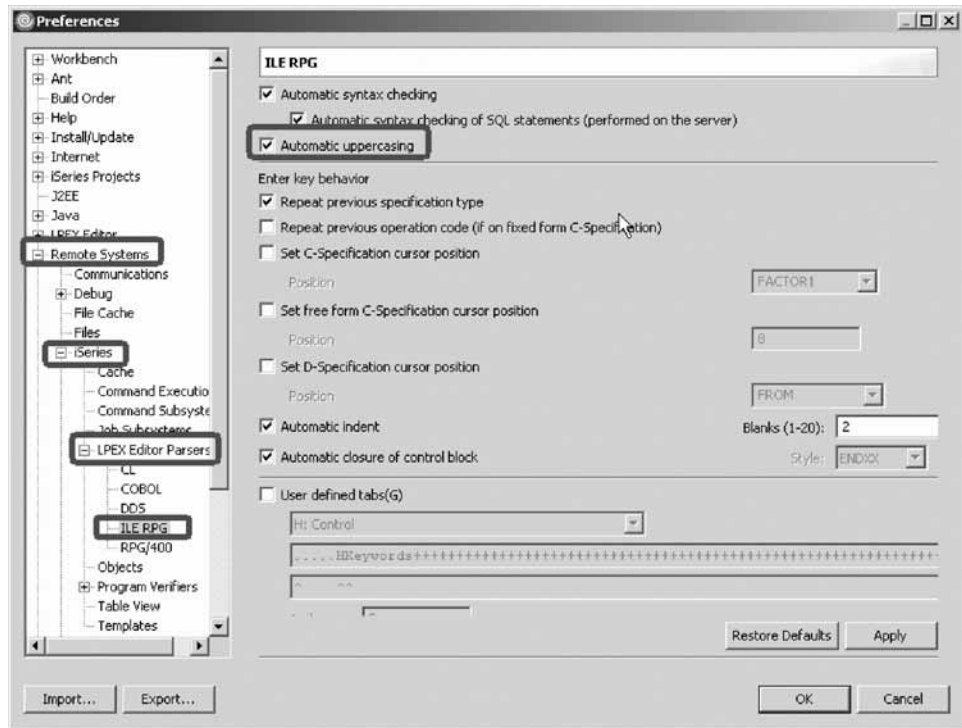 Preferences
Workbench
Ant
Build Order
Help
Install/Update
Internet
iSeries Projects
J2EE
Java
LPEX Editor
Remote Systems
Communications
Debug
File Cache
Files
iSeries
Cache
Command Executio
Command Subsyste
Job Subsystems
LPEX Editor Parsers
CL
COBOL
DDS
ILE RPG
RPG/400
Objects
Program Verifiers
Table View
Templates
Import...
Export...
ILE RPG
Automatic syntax checking
Automatic syntax checking of SQL statements (performed on the server)
Automatic uppercasing
Enter key behavior
Repeat previous specification type
Repeat previous operation code (if on fixed form C-Specification)
Set C-Specification cursor position
Position FACTOR1
Set free form C-Specification cursor position
Position 8
Set D-Specification cursor position
Position FROM
Automatic indent Blanks (1-20): 2
Automatic closure of control block Style: ENDXX
User defined tabs(G)
H: Control
.....HKeywords++++++++++++++++++++++++++++++++++++++++++++++++++++++++
^ ^^
Restore Defaults Apply
OK Cancel